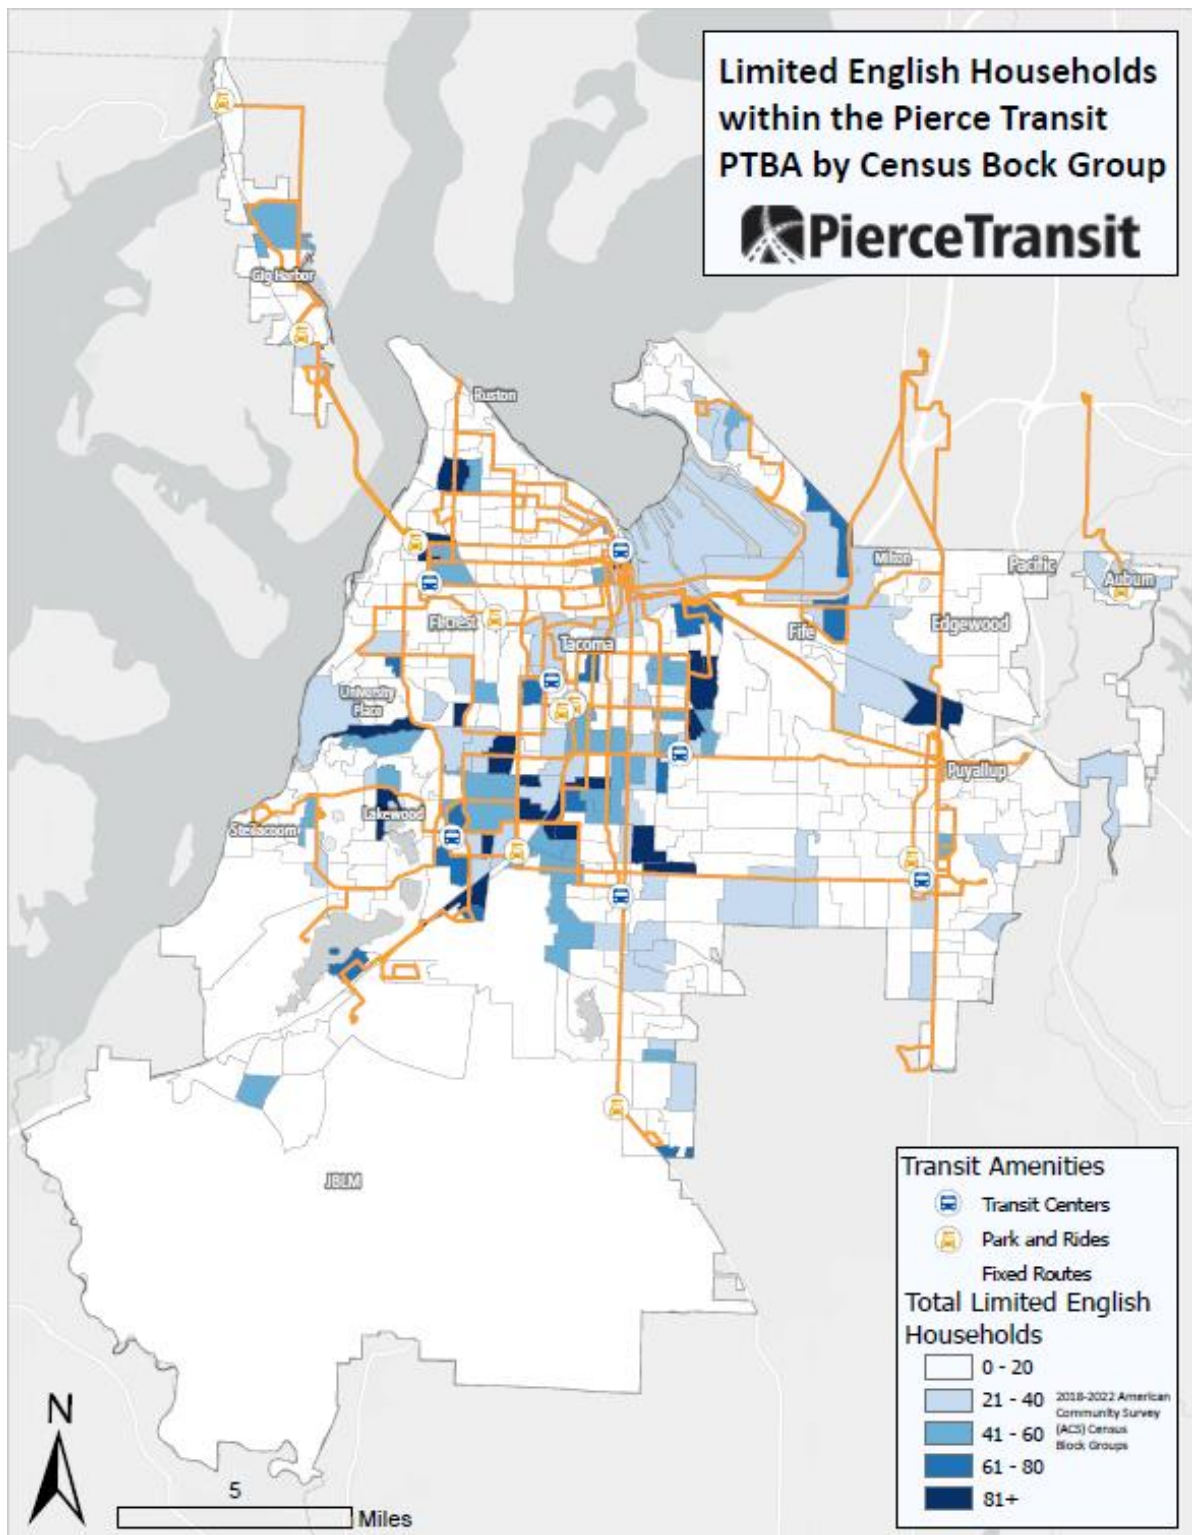 Limited English Households
within the Pierce Transit
PTBA by Census Bock Group
PierceTransit
Gig Harbor
Ruston
Milton
Pacific
Auburn
Fircrest
Tacoma
Fife
Edgewood
University
Place
Puyallup
Lakewood
Steilacoom
JBLM
Transit Amenities
Transit Centers
Park and Rides
Fixed Routes
Total Limited English
Households
0 - 20
21 - 40
41 - 60
61 - 80
81+
2018-2022 American
Community Survey
(ACS) Census
Block Groups
N
5
Miles